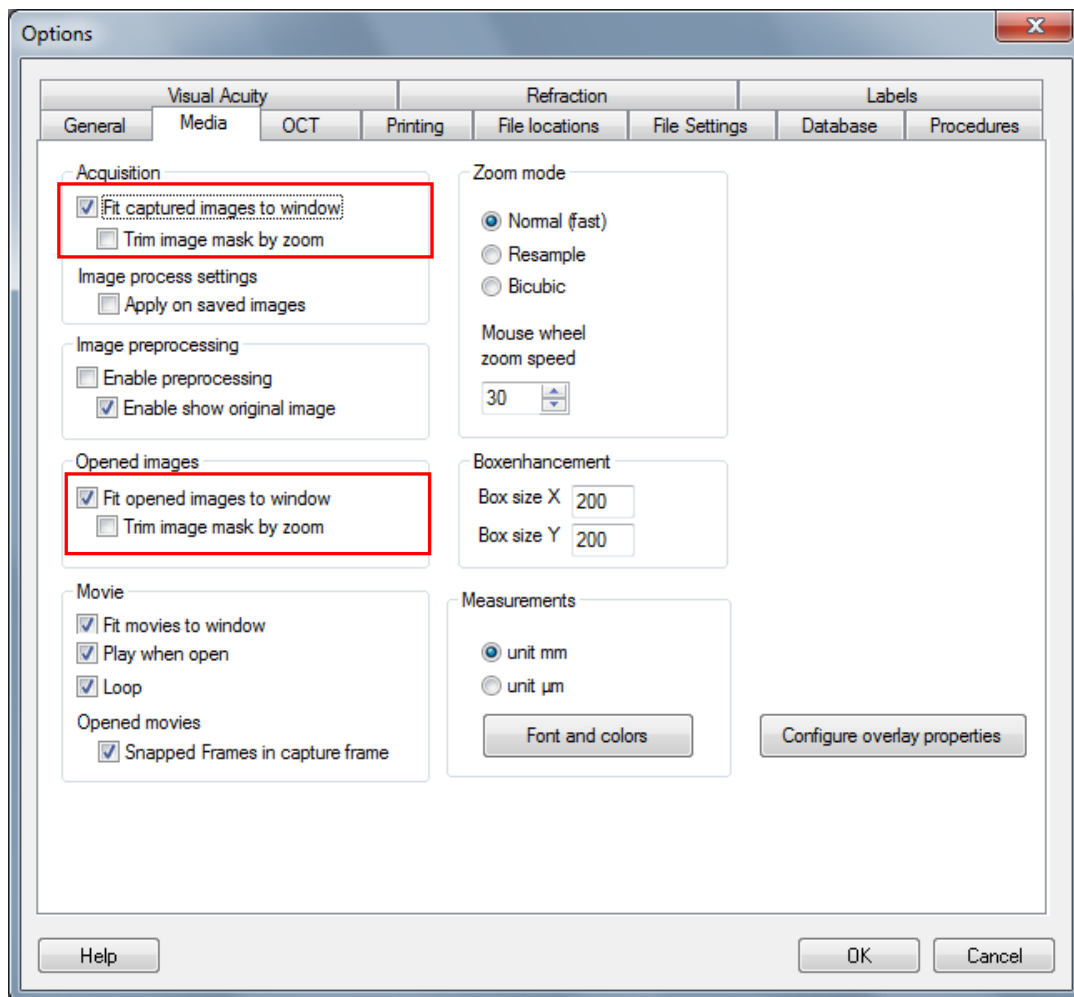 Options
X
Visual Acuity Refraction Labels
General Media OCT Printing File locations File Settings Database Procedures
Acquisition
Fit captured images to window
Trim image mask by zoom
Image process settings
Apply on saved images
Image preprocessing
Enable preprocessing
Enable show original image
Opened images
Fit opened images to window
Trim image mask by zoom
Movie
Fit movies to window
Play when open
Loop
Opened movies
Snapped Frames in capture frame
Zoom mode
Normal (fast)
Resample
Bicubic
Mouse wheel
zoom speed
30
Boxenhancement
Box size X 200
Box size Y 200
Measurements
unit mm
unit µm
Font and colors
Configure overlay properties
Help OK Cancel